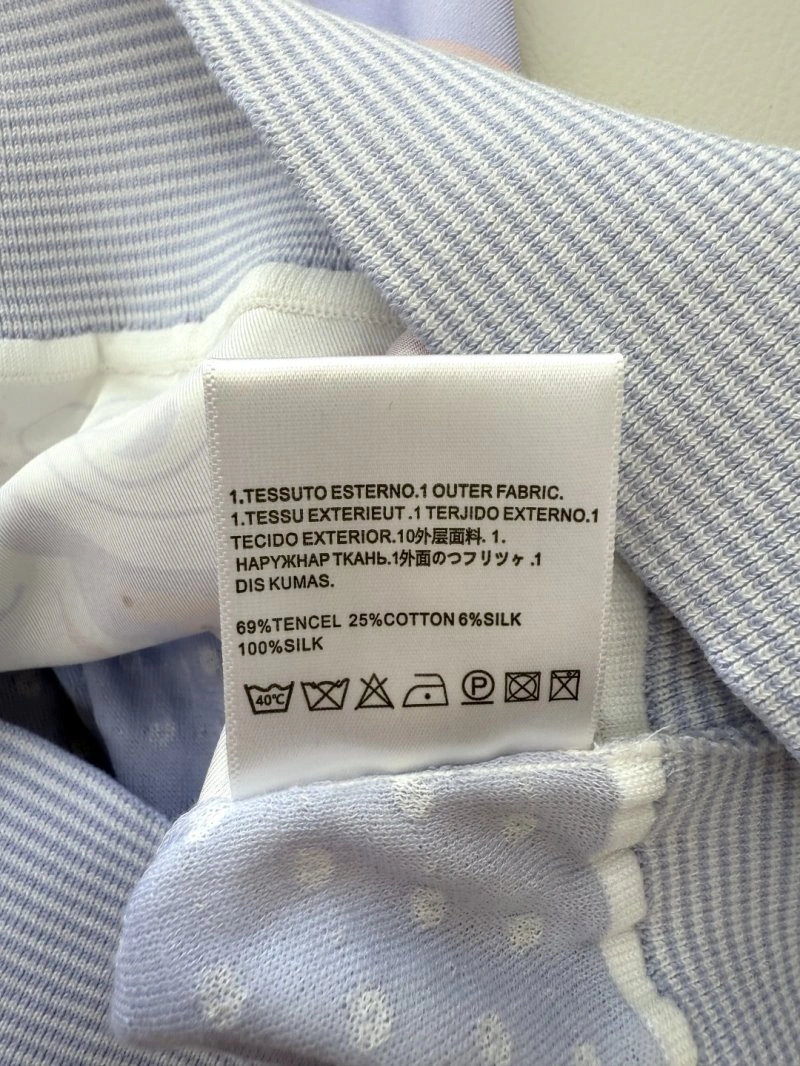 1.TESSUTO ESTERNO.1 OUTER FABRIC.
1.TESSU EXTERIEUT .1 TERJIDO EXTERNO.1
TECIDO EXTERIOR.10外层面料. 1.
НАРУЖНАР ТКАНЬ.1外面のつフリツヶ .1
DIS KUMAS.
69%TENCEL 25%COTTON 6%SILK
100%SILK
40℃ P